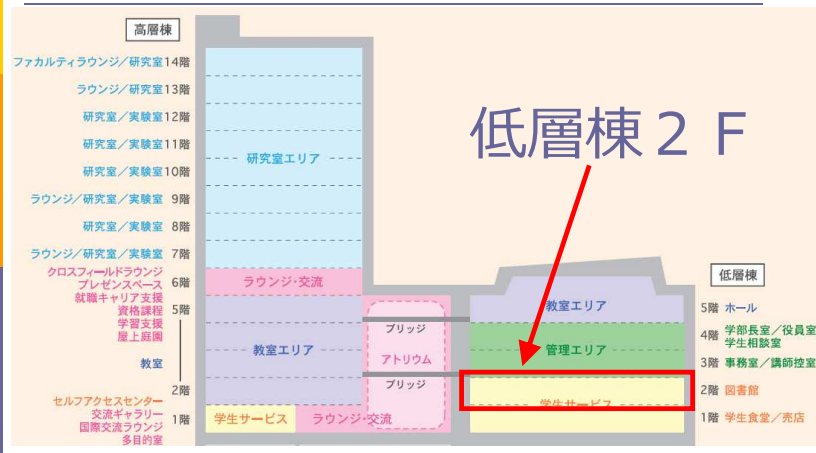 高層棟
ファカルティラウンジ／研究室14階
ラウンジ／研究室13階
研究室／実験室12階
研究室／実験室11階
研究室／実験室10階
ラウンジ／研究室／実験室 9階
研究室／実験室 8階
ラウンジ／研究室／実験室 7階
クロスフィールドラウンジ
プレゼンスペース 6階
就職キャリア支援
資格課程 5階
学習支援
屋上庭園
教室
2階
セルフアクセスセンター
交流ギャラリー 1階
国際交流ラウンジ
多目的室
研究室エリア
ラウンジ・交流
教室エリア
学生サービス
ラウンジ・交流
ブリッジ
アトリウム
ブリッジ
低層棟２Ｆ
教室エリア
管理エリア
学生サービス
低層棟
5階 ホール
4階 学部長室／役員室
学生相談室
3階 事務室／講師控室
2階 図書館
1階 学生食堂／売店